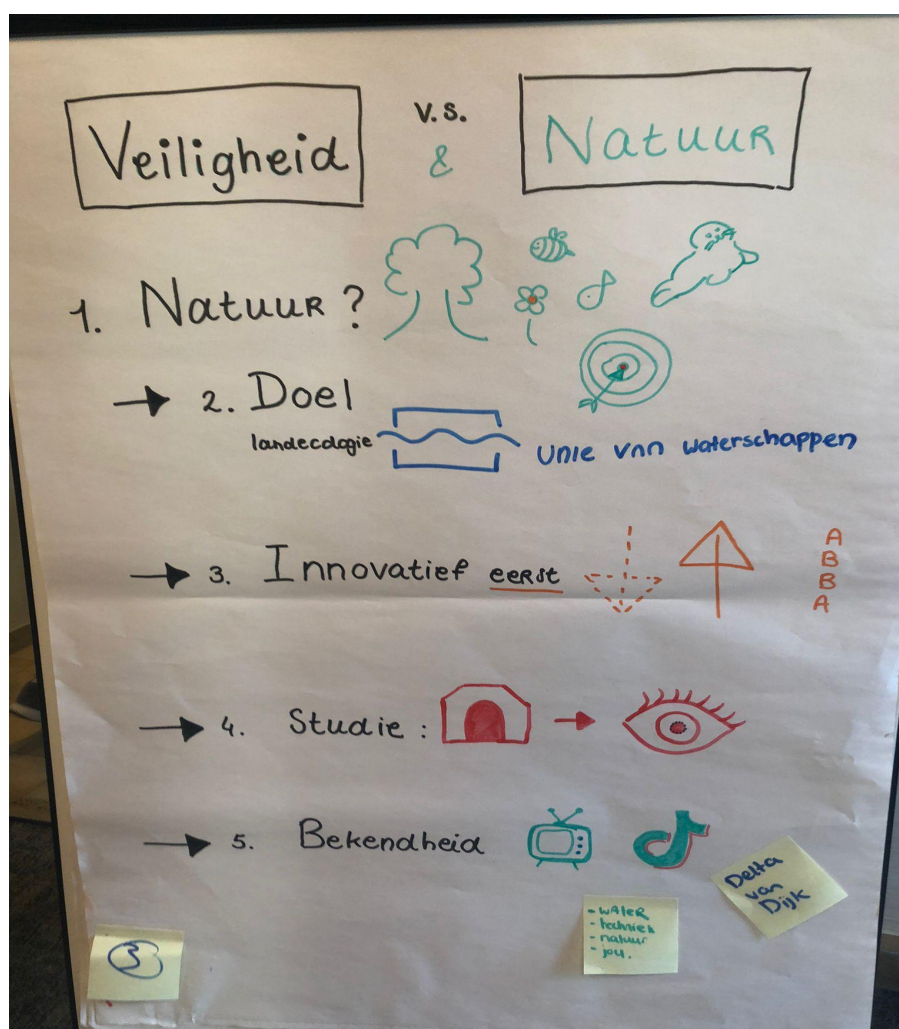 Veiligheid v.s. & Natuur
1. Natuur?
2. Doel
landecologie Unie van waterschappen
3. Innovatief eerst
A
B
B
A
4. Studie:
5. Bekendheid
Delta
van
Dijk
- water
- techniek
- natuur
- jou.
3